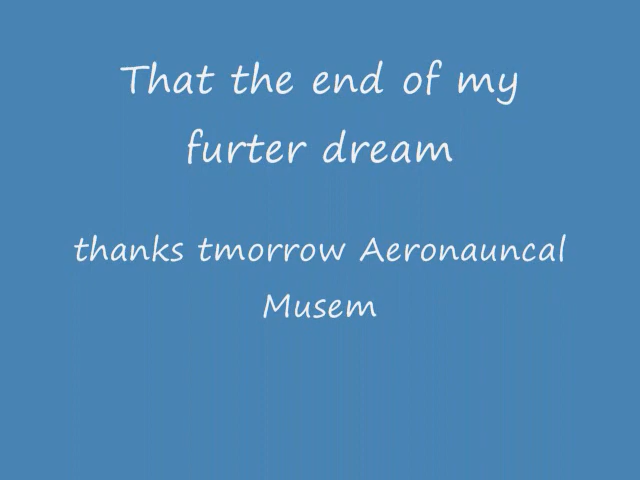 That the end of my
furter dream
thanks tmorrow Aeronauncal
Musem